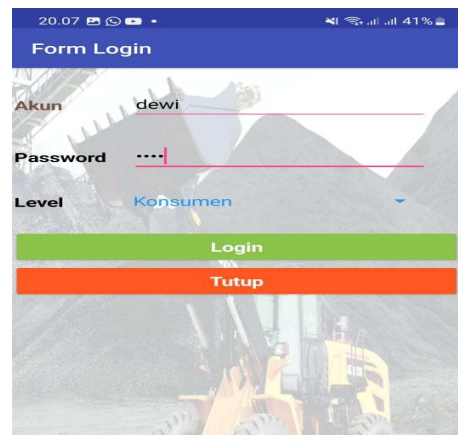 20.07 41%
Form Login
Akun dewi
Password ••••
Level Konsumen
Login
Tutup